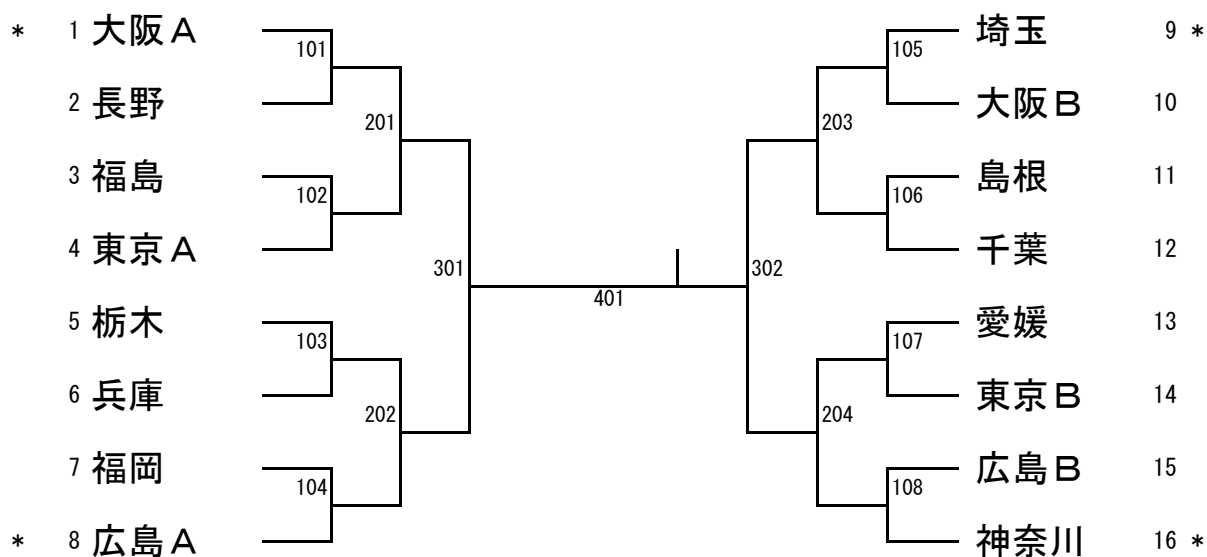 * 1 大阪Ａ 101 埼玉 9 *
105
2 長野 201 203 大阪Ｂ 10
3 福島 102 106 島根 11
4 東京Ａ 301 401 302 千葉 12
5 栃木 103 107 愛媛 13
6 兵庫 202 204 東京Ｂ 14
7 福岡 104 108 広島Ｂ 15
* 8 広島Ａ 神奈川 16 *